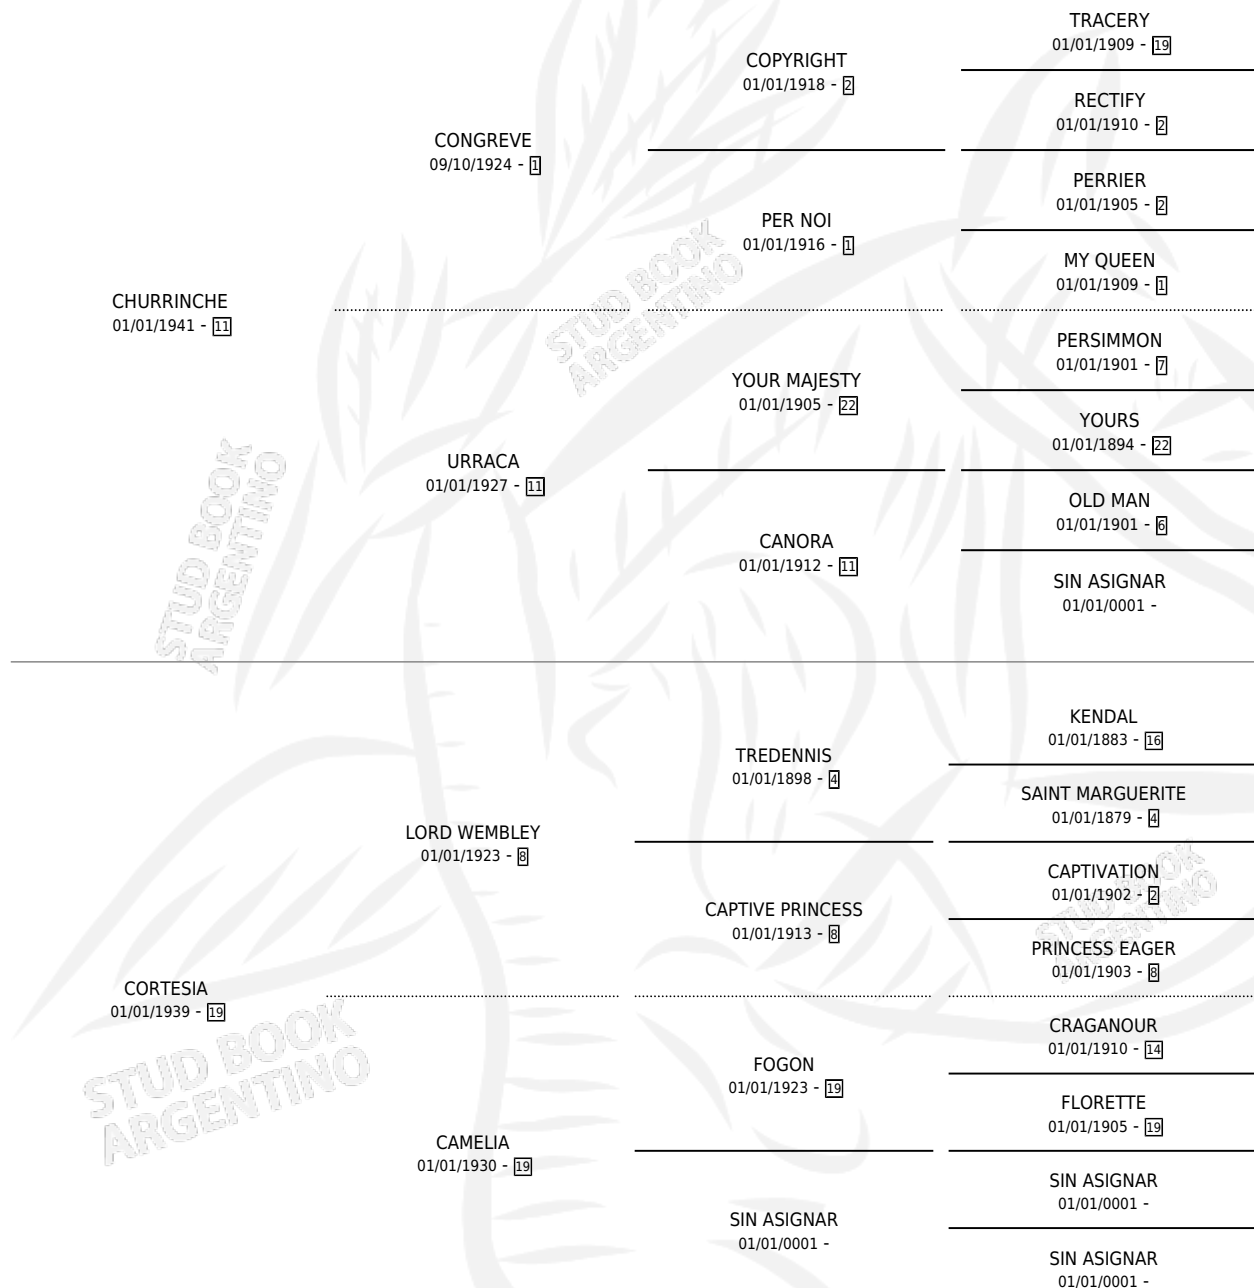 TRACERY
01/01/1909 - 19
COPYRIGHT
01/01/1918 - 2
RECTIFY
01/01/1910 - 2
CONGREVE
09/10/1924 - 1
PERRIER
01/01/1905 - 2
PER NOI
01/01/1916 - 1
MY QUEEN
01/01/1909 - 1
CHURRINCHE
01/01/1941 - 11
STUD BOOK
ARGENTINO
PERSIMMON
01/01/1901 - 7
YOUR MAJESTY
01/01/1905 - 22
YOURS
01/01/1894 - 22
URRACA
01/01/1927 - 11
OLD MAN
01/01/1901 - 6
CANORA
01/01/1912 - 11
SIN ASIGNAR
01/01/0001 -
STUD BOOK
ARGENTINO
KENDAL
01/01/1883 - 16
TREDENNIS
01/01/1898 - 4
SAINT MARGUERITE
01/01/1879 - 4
LORD WEMBLEY
01/01/1923 - 8
CAPTIVATION
01/01/1902 - 2
CAPTIVE PRINCESS
01/01/1913 - 8
PRINCESS EAGER
01/01/1903 - 8
STUD BOOK
ARGENTINO
CORTESIA
01/01/1939 - 19
STUD BOOK
ARGENTINO
CRAGANOUR
01/01/1910 - 14
FOGON
01/01/1923 - 19
FLORETTE
01/01/1905 - 19
CAMELIA
01/01/1930 - 19
SIN ASIGNAR
01/01/0001 -
SIN ASIGNAR
01/01/0001 -
SIN ASIGNAR
01/01/0001 -